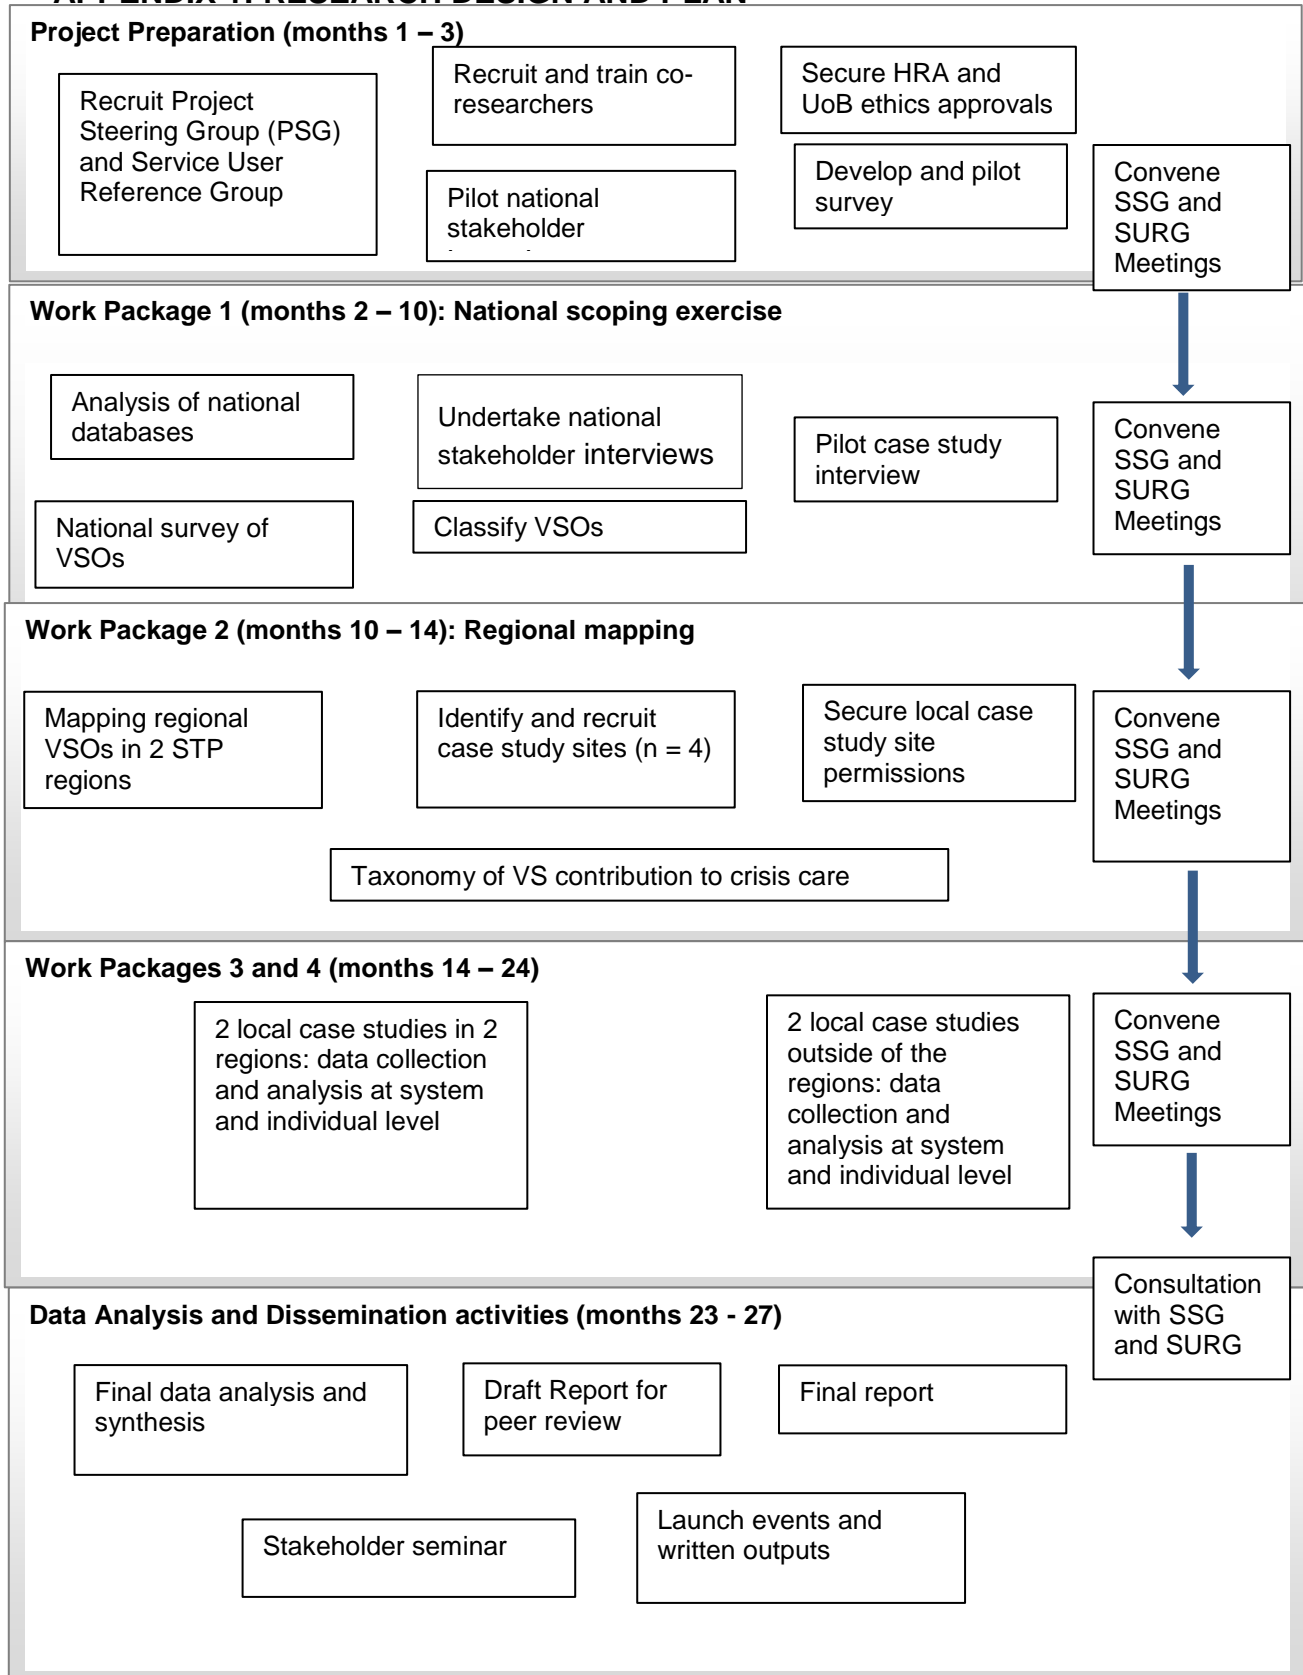 Project Preparation (months 1 – 3)
Recruit Project
Steering Group (PSG)
and Service User
Reference Group
Recruit and train co-
researchers
Secure HRA and
UoB ethics approvals
Pilot national
stakeholder
Develop and pilot
survey
Convene
SSG and
SURG
Meetings
Work Package 1 (months 2 – 10): National scoping exercise
Analysis of national
databases
Undertake national
stakeholder interviews
Pilot case study
interview
National survey of
VSOs
Classify VSOs
Convene
SSG and
SURG
Meetings
Work Package 2 (months 10 – 14): Regional mapping
Mapping regional
VSOs in 2 STP
regions
Identify and recruit
case study sites (n = 4)
Secure local case
study site
permissions
Convene
SSG and
SURG
Meetings
Taxonomy of VS contribution to crisis care
Work Packages 3 and 4 (months 14 – 24)
2 local case studies in 2
regions: data collection
and analysis at system
and individual level
2 local case studies
outside of the
regions: data
collection and
analysis at system
and individual level
Convene
SSG and
SURG
Meetings
Consultation
with SSG
and SURG
Data Analysis and Dissemination activities (months 23 - 27)
Final data analysis and
synthesis
Draft Report for
peer review
Final report
Stakeholder seminar
Launch events and
written outputs